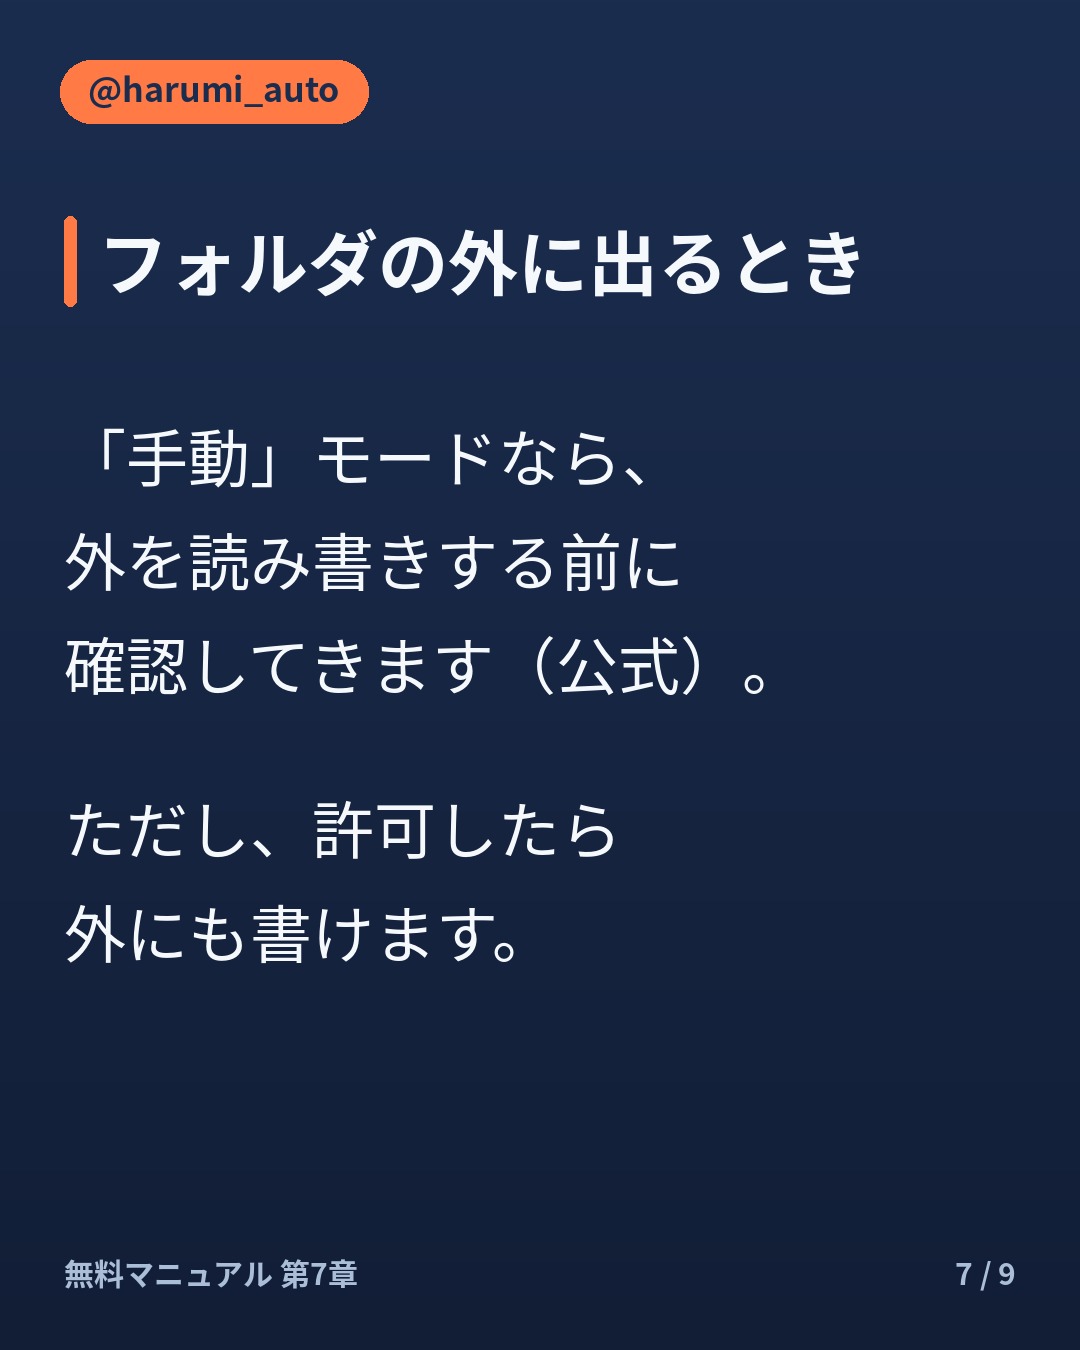 @harumi_auto
フォルダの外に出るとき
「手動」モードなら、
外を読み書きする前に
確認してきます（公式）。
ただし、許可したら
外にも書けます。
無料マニュアル 第7章
7 / 9